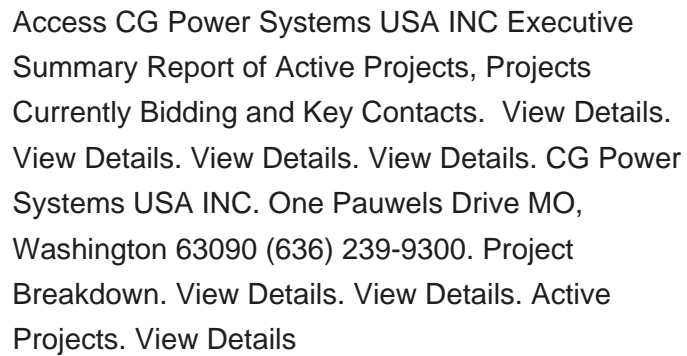 Access CG Power Systems USA INC Executive
Summary Report of Active Projects, Projects
Currently Bidding and Key Contacts.  View Details.
View Details. View Details. View Details. CG Power
Systems USA INC. One Pauwels Drive MO,
Washington 63090 (636) 239-9300. Project
Breakdown. View Details. View Details. Active
Projects. View Details